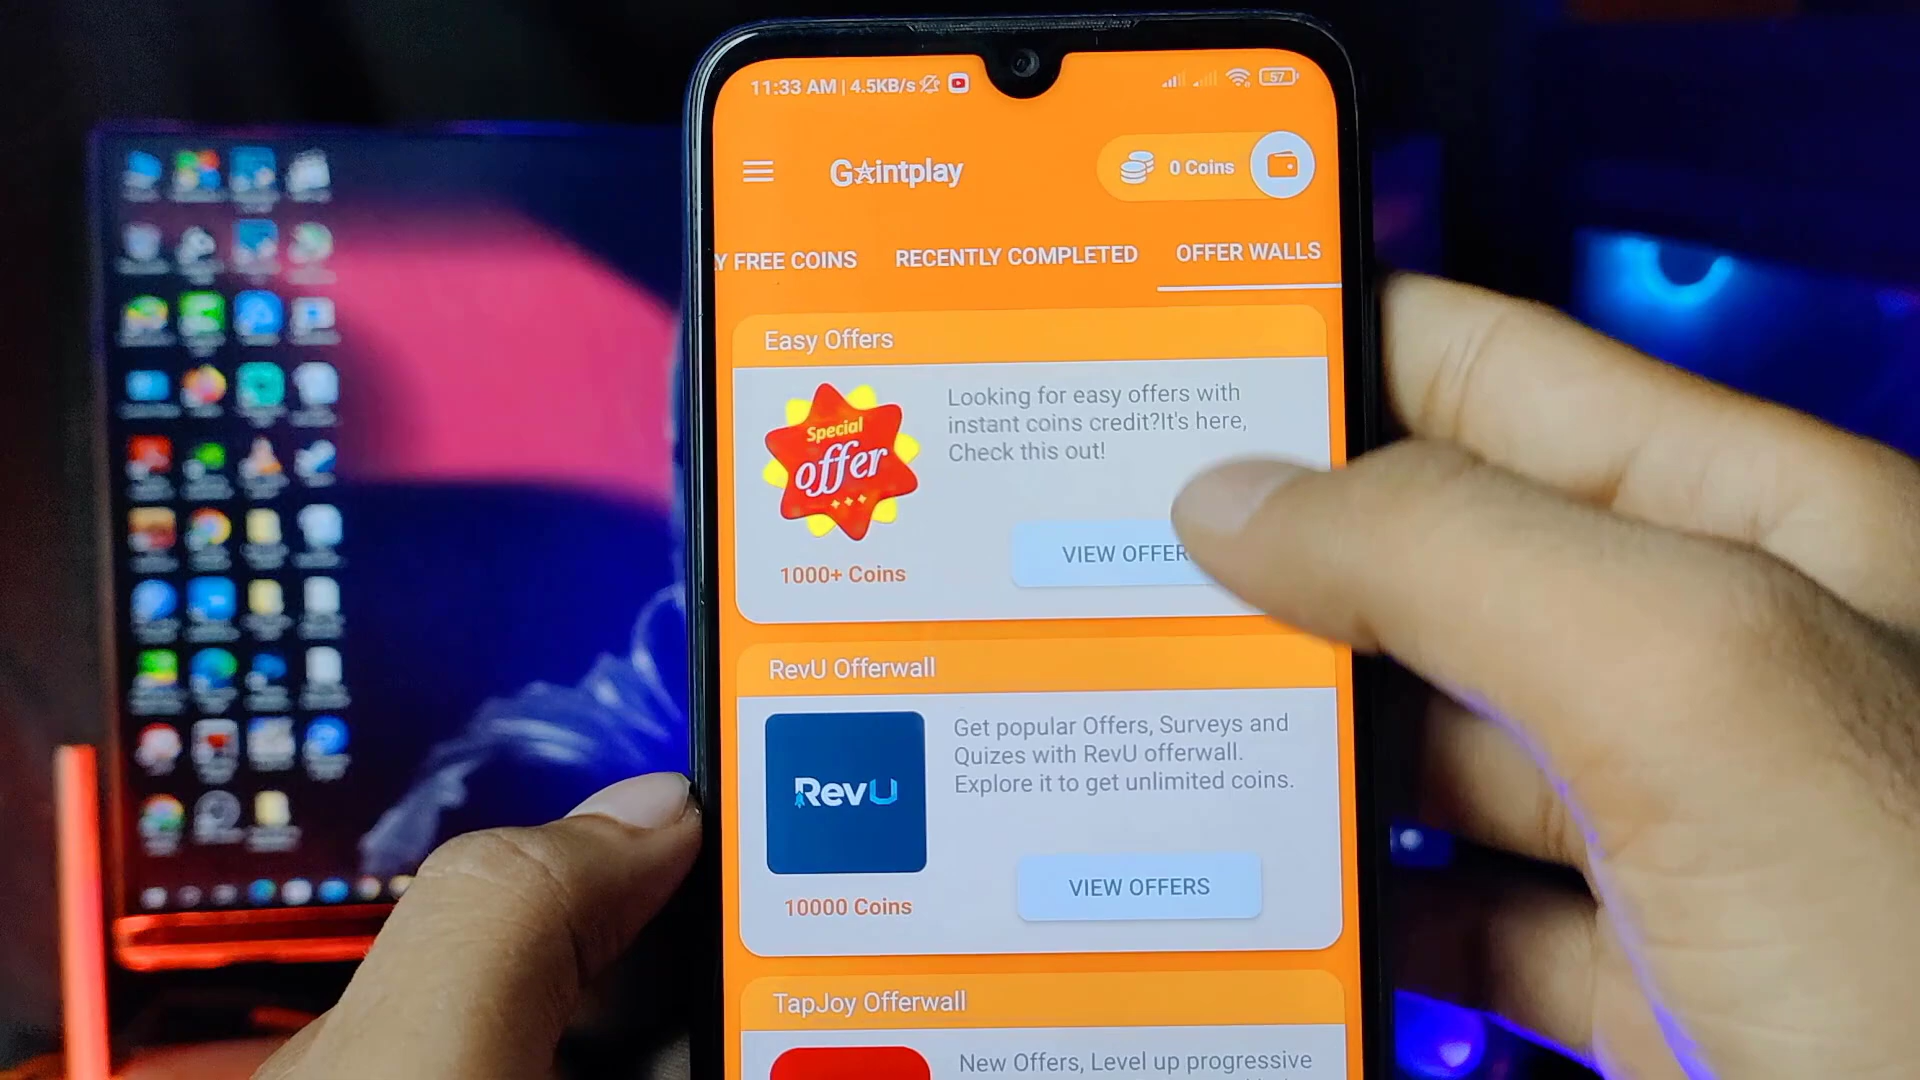 11:33 AM | 4.5KB/s
57
G☆intplay
0 Coins
Y FREE COINS
RECENTLY COMPLETED
OFFER WALLS
Easy Offers
Special
offer
Looking for easy offers with
instant coins credit?It's here,
Check this out!
1000+ Coins
VIEW OFFER
RevU Offerwall
RevU
Get popular Offers, Surveys and
Quizes with RevU offerwall.
Explore it to get unlimited coins.
10000 Coins
VIEW OFFERS
TapJoy Offerwall
New Offers, Level up progressive